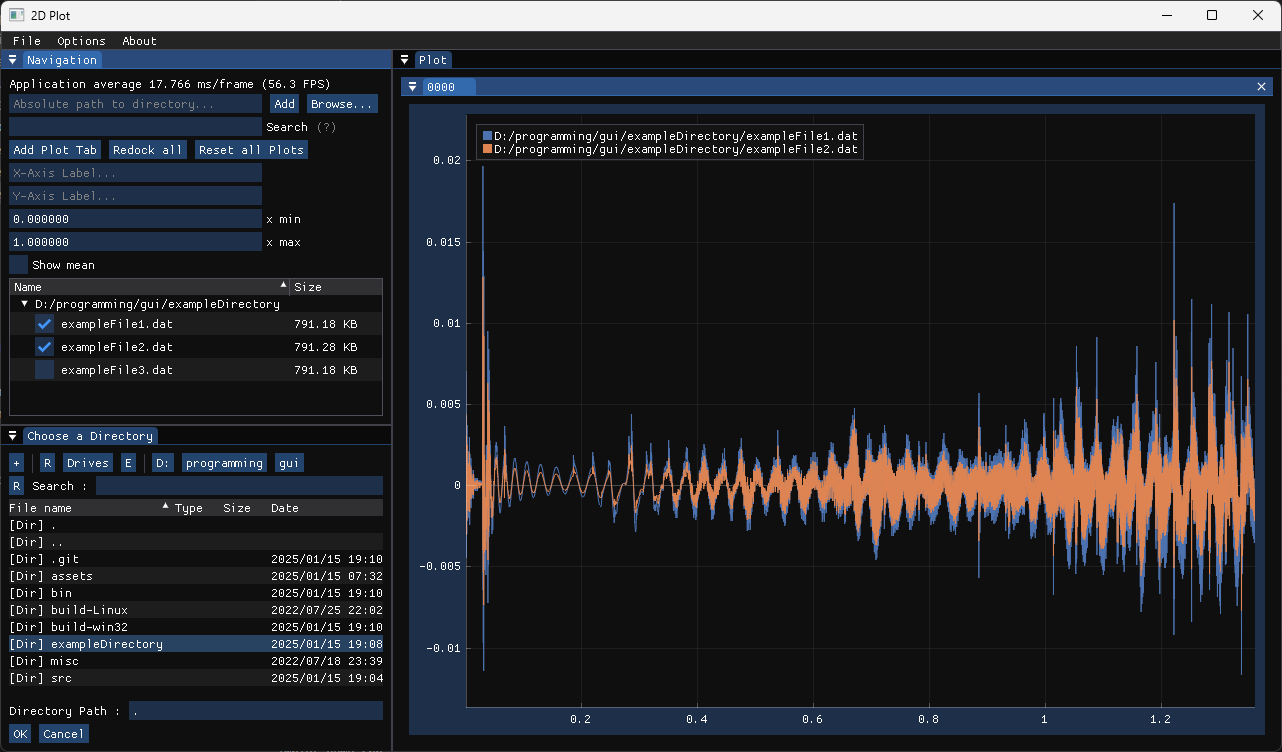 2D Plot
File Options About
Navigation
Application average 17.766 ms/frame (56.3 FPS)
Absolute path to directory... Add Browse...
Search (?)
Add Plot Tab Redock all Reset all Plots
X-Axis Label...
Y-Axis Label...
0.000000 x min
1.000000 x max
Show mean
Name Size
D:/programming/gui/exampleDirectory
exampleFile1.dat 791.18 KB
exampleFile2.dat 791.28 KB
exampleFile3.dat 791.18 KB
Choose a Directory
+ R Drives E D: programming gui
R Search :
File name Type Size Date
[Dir] .
[Dir] ..
[Dir] .git 2025/01/15 19:10
[Dir] assets 2025/01/15 07:32
[Dir] bin 2025/01/15 19:10
[Dir] build-Linux 2022/07/25 22:02
[Dir] build-win32 2025/01/15 19:10
[Dir] exampleDirectory 2025/01/15 19:08
[Dir] misc 2022/07/18 23:39
[Dir] src 2025/01/15 19:04
Directory Path : .
OK Cancel
Plot
0000
D:/programming/gui/exampleDirectory/exampleFile1.dat
D:/programming/gui/exampleDirectory/exampleFile2.dat
0.02
0.015
0.01
0.005
0
-0.005
-0.01
0.2 0.4 0.6 0.8 1 1.2